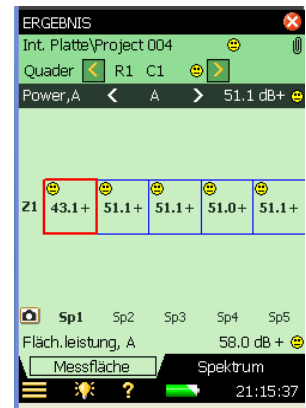 ERGEBNIS
Int. Platte\Project 004
Quader < R1 C1 >
Power,A < A > 51.1 dB+
Z1 43.1+ 51.1+ 51.1+ 51.0+ 51.1+
Sp1 Sp2 Sp3 Sp4 Sp5
Fläch.leistung, A 58.0 dB +
Messfläche Spektrum
? 21:15:37